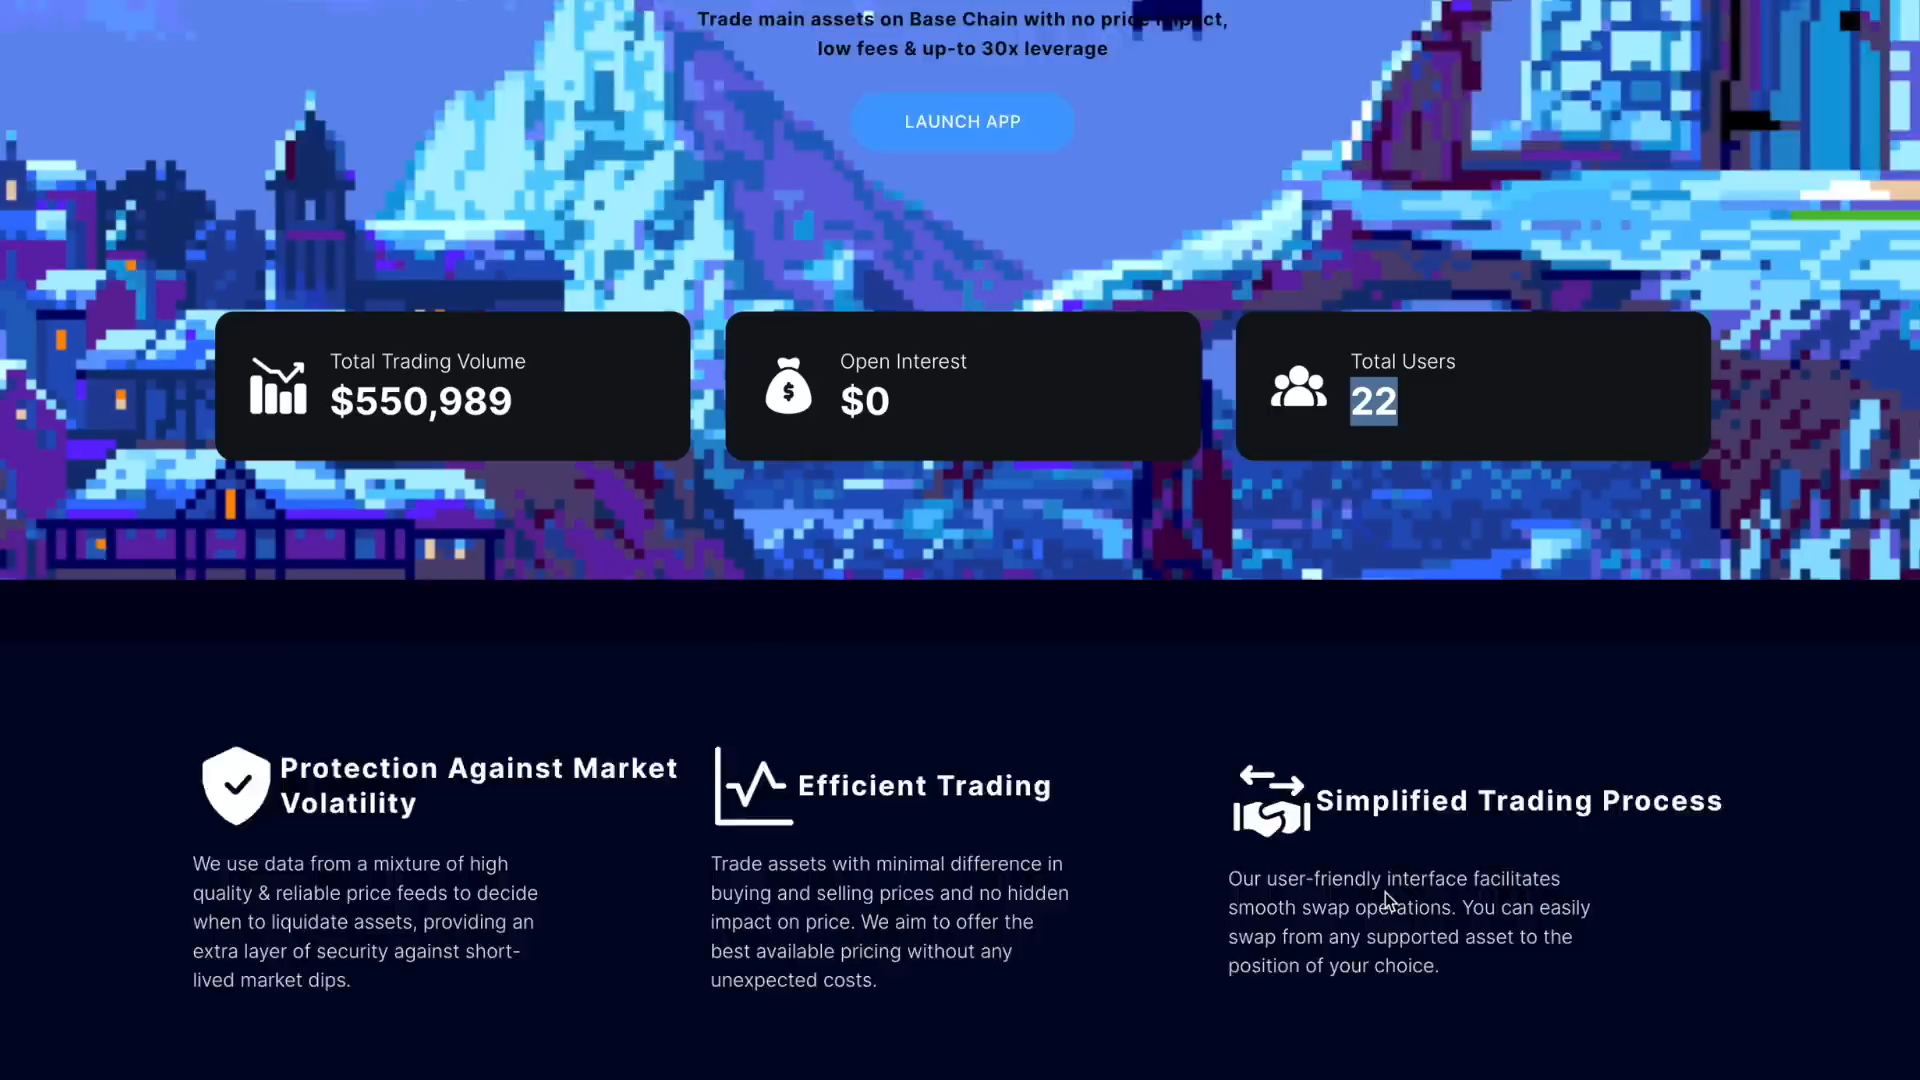 Trade main assets on Base Chain with no price impact,
low fees & up-to 30x leverage
LAUNCH APP
Total Trading Volume
$550,989
Open Interest
$0
Total Users
22
Protection Against Market
Volatility
We use data from a mixture of high
quality & reliable price feeds to decide
when to liquidate assets, providing an
extra layer of security against short-
lived market dips.
Efficient Trading
Trade assets with minimal difference in
buying and selling prices and no hidden
impact on price. We aim to offer the
best available pricing without any
unexpected costs.
Simplified Trading Process
Our user-friendly interface facilitates
smooth swap operations. You can easily
swap from any supported asset to the
position of your choice.